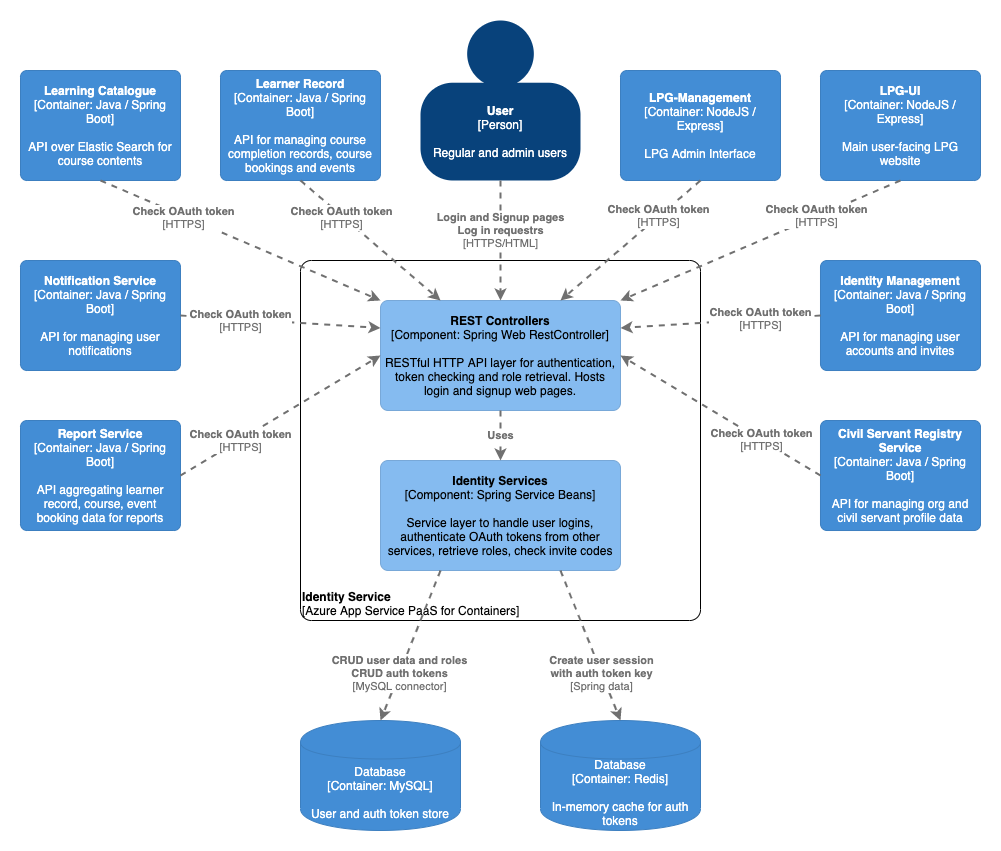 Learning Catalogue
[Container: Java / Spring
Boot]
API over Elastic Search for
course contents
Learner Record
[Container: Java / Spring
Boot]
API for managing course
completion records, course
bookings and events
User
[Person]
Regular and admin users
LPG-Management
[Container: NodeJS /
Express]
LPG Admin Interface
LPG-UI
[Container: NodeJS /
Express]
Main user-facing LPG
website
Check OAuth token
[HTTPS]
Check OAuth token
[HTTPS]
Login and Signup pages
Log in requestrs
[HTTPS/HTML]
Check OAuth token
[HTTPS]
Check OAuth token
[HTTPS]
Notification Service
[Container: Java / Spring
Boot]
API for managing user
notifications
Check OAuth token
[HTTPS]
REST Controllers
[Component: Spring Web RestController]
RESTful HTTP API layer for authentication,
token checking and role retrieval. Hosts
login and signup web pages.
Check OAuth token
[HTTPS]
Identity Management
[Container: Java / Spring
Boot]
API for managing user
accounts and invites
Report Service
[Container: Java / Spring
Boot]
API aggregating learner
record, course, event
booking data for reports
Check OAuth token
[HTTPS]
Uses
Check OAuth token
[HTTPS]
Civil Servant Registry
Service
[Container: Java / Spring
Boot]
API for managing org and
civil servant profile data
Identity Services
[Component: Spring Service Beans]
Service layer to handle user logins,
authenticate OAuth tokens from other
services, retrieve roles, check invite codes
Identity Service
[Azure App Service PaaS for Containers]
CRUD user data and roles
CRUD auth tokens
[MySQL connector]
Create user session
with auth token key
[Spring data]
Database
[Container: MySQL]
User and auth token store
Database
[Container: Redis]
In-memory cache for auth
tokens